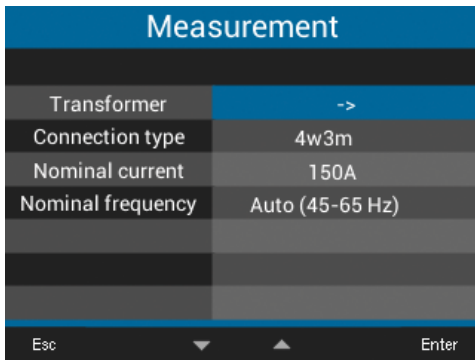 Measurement
Transformer ->
Connection type 4w3m
Nominal current 150A
Nominal frequency Auto (45-65 Hz)
Esc Enter